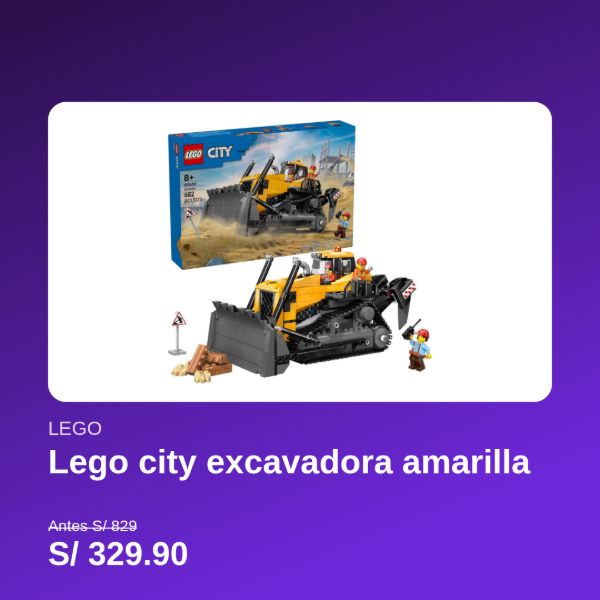 LEGO CITY
8+
682
LEGO
Lego city excavadora amarilla
Antes S/ 829
S/ 329.90